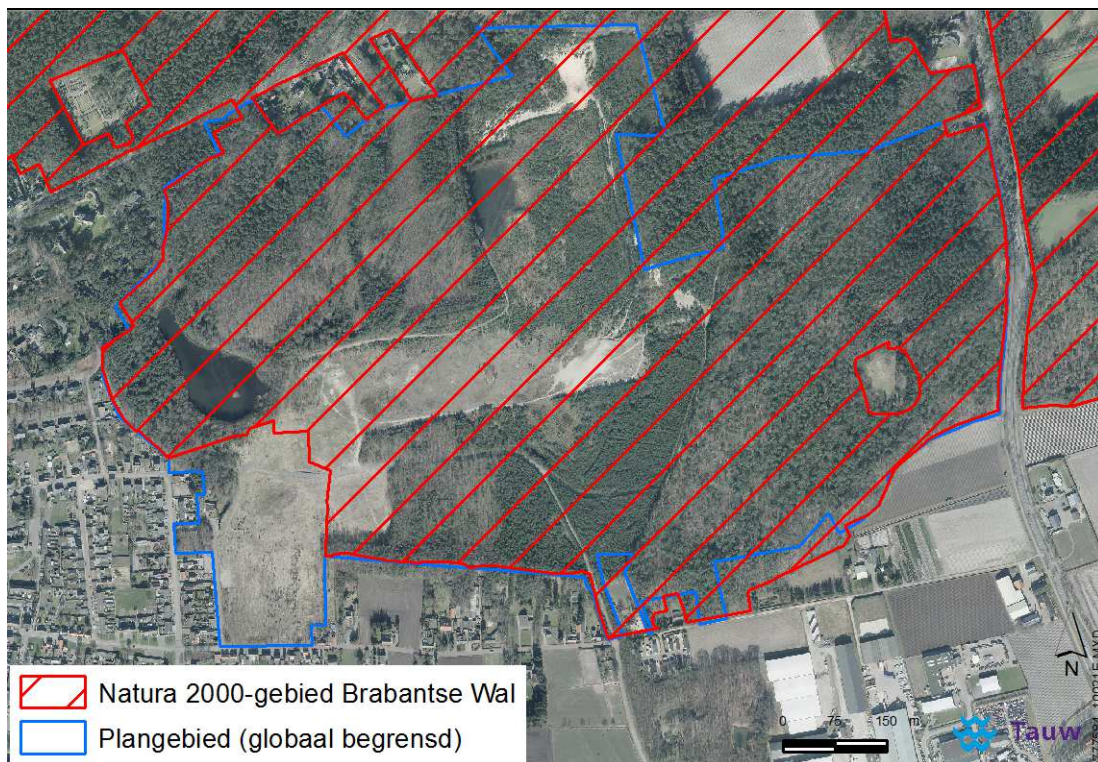 N
0 75 150 m
Tauw
Natura 2000-gebied Brabantse Wal
Plangebied (globaal begrensd)